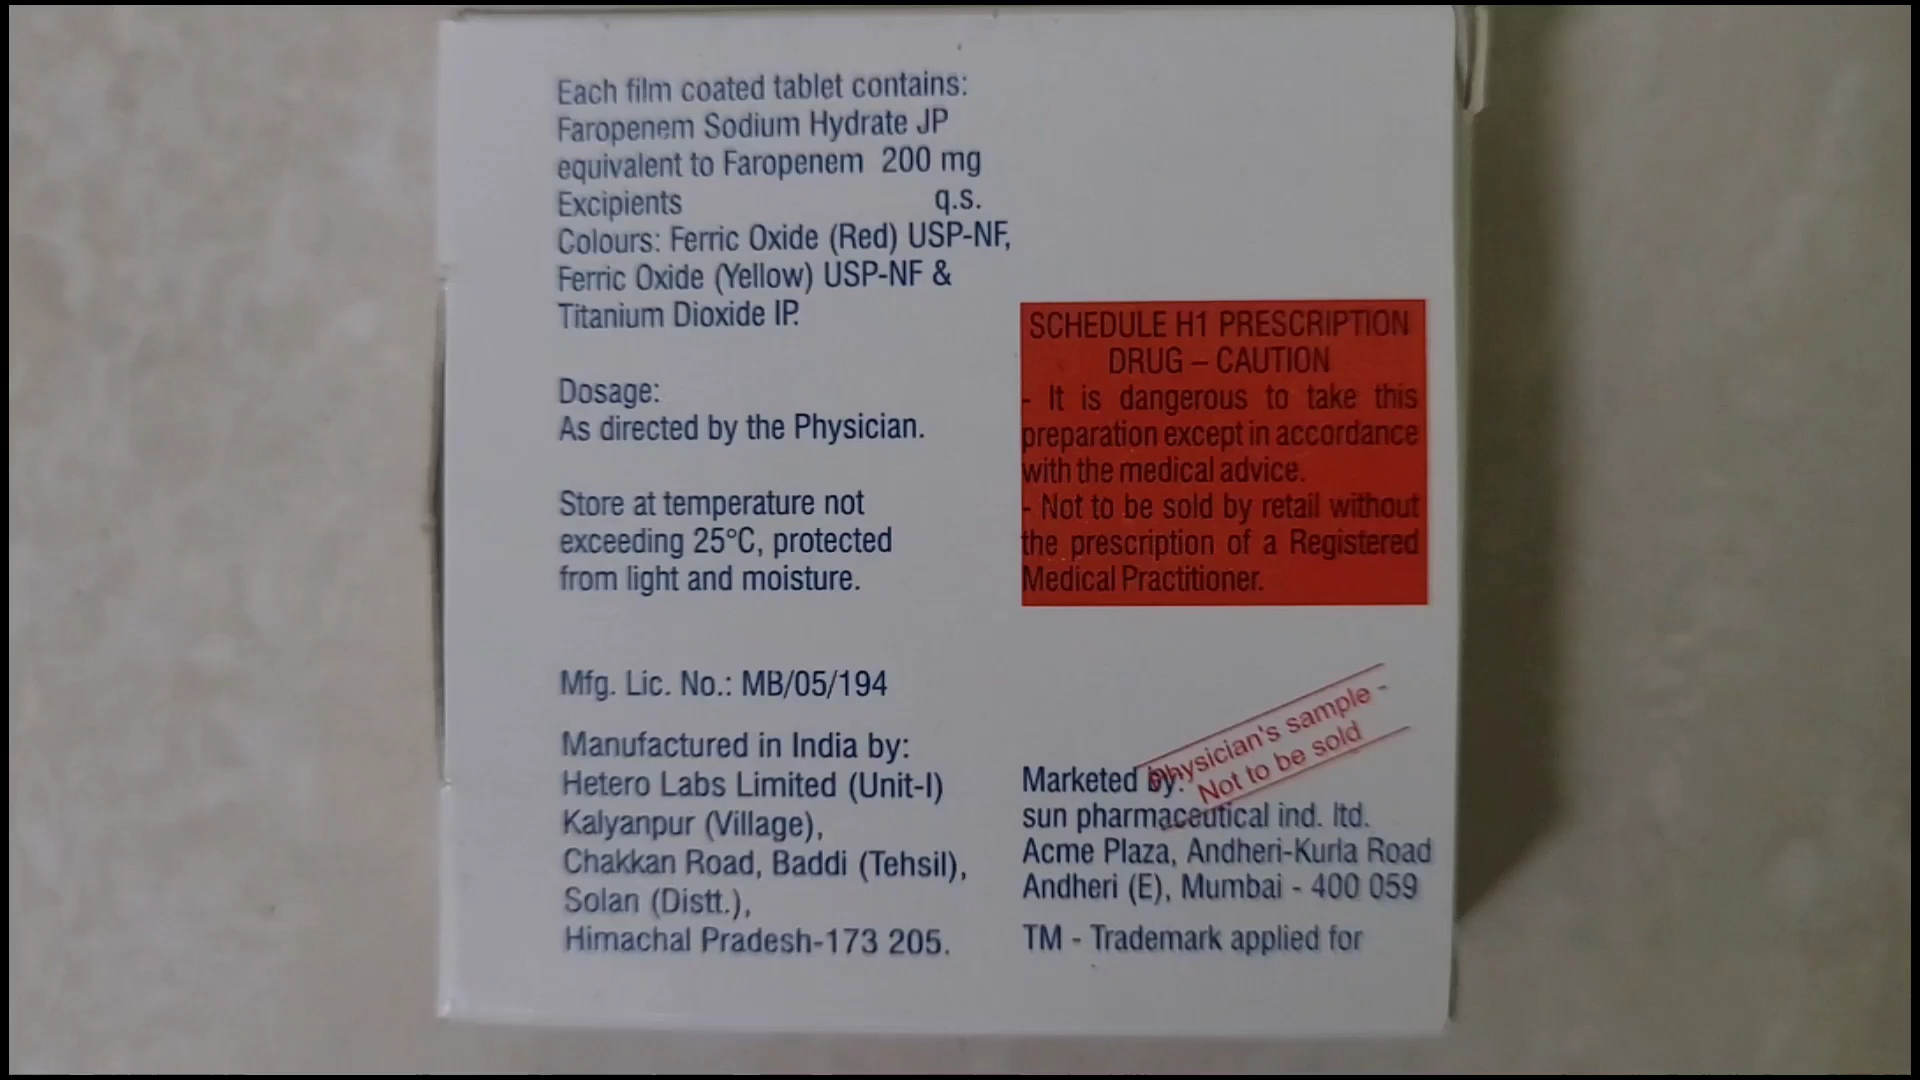 Each film coated tablet contains:
Faropenem Sodium Hydrate JP
equivalent to Faropenem 200 mg
Excipients q.s.
Colours: Ferric Oxide (Red) USP-NF,
Ferric Oxide (Yellow) USP-NF &
Titanium Dioxide IP.
Dosage:
As directed by the Physician.
Store at temperature not
exceeding 25°C, protected
from light and moisture.
Mfg. Lic. No.: MB/05/194
Manufactured in India by:
Hetero Labs Limited (Unit-I)
Kalyanpur (Village),
Chakkan Road, Baddi (Tehsil),
Solan (Distt.),
Himachal Pradesh-173 205.
SCHEDULE H1 PRESCRIPTION
DRUG – CAUTION
- It is dangerous to take this
preparation except in accordance
with the medical advice.
- Not to be sold by retail without
the prescription of a Registered
Medical Practitioner.
Physician's sample -
Not to be sold
Marketed by:
sun pharmaceutical ind. ltd.
Acme Plaza, Andheri-Kurla Road
Andheri (E), Mumbai - 400 059
TM - Trademark applied for